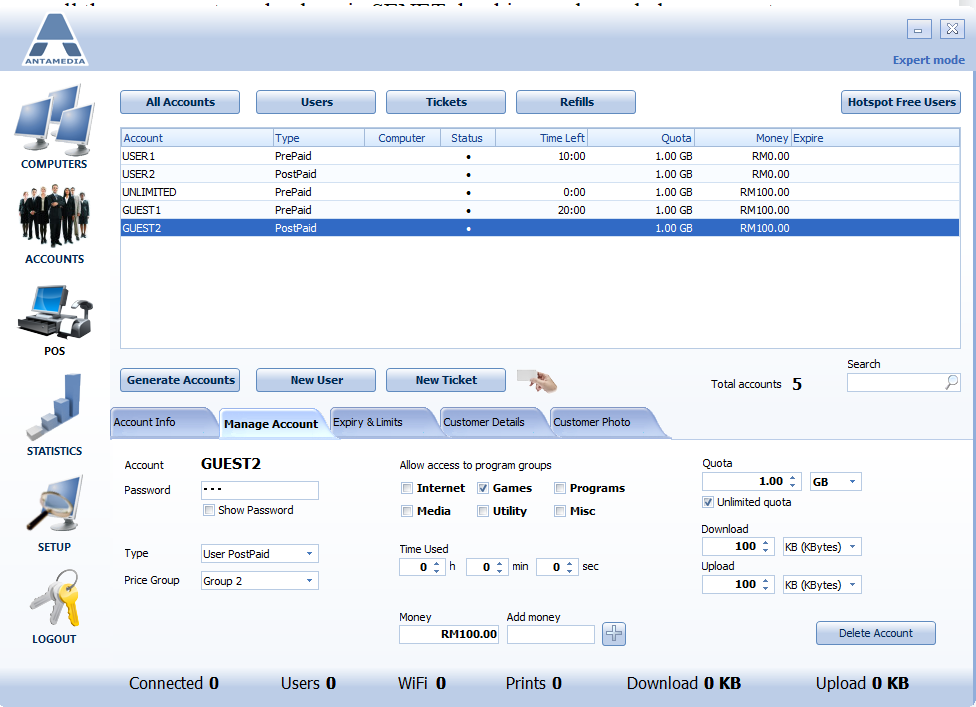 ANTAMEDIA
Expert mode
COMPUTERS
ACCOUNTS
POS
STATISTICS
SETUP
LOGOUT
All Accounts Users Tickets Refills Hotspot Free Users
Account Type Computer Status Time Left Quota Money Expire
USER1 PrePaid • 10:00 1.00 GB RM0.00
USER2 PostPaid • 1.00 GB RM0.00
UNLIMITED PrePaid • 0:00 1.00 GB RM100.00
GUEST1 PrePaid • 20:00 1.00 GB RM100.00
GUEST2 PostPaid • 1.00 GB RM100.00
Generate Accounts New User New Ticket Total accounts 5 Search
Account Info Manage Account Expiry & Limits Customer Details Customer Photo
Account GUEST2
Password •••
Show Password
Type User PostPaid
Price Group Group 2
Allow access to program groups
Internet Games Programs
Media Utility Misc
Time Used
0 h 0 min 0 sec
Money Add money
RM100.00
Quota
1.00 GB
Unlimited quota
Download
100 KB (KBytes)
Upload
100 KB (KBytes)
Delete Account
Connected 0 Users 0 WiFi 0 Prints 0 Download 0 KB Upload 0 KB